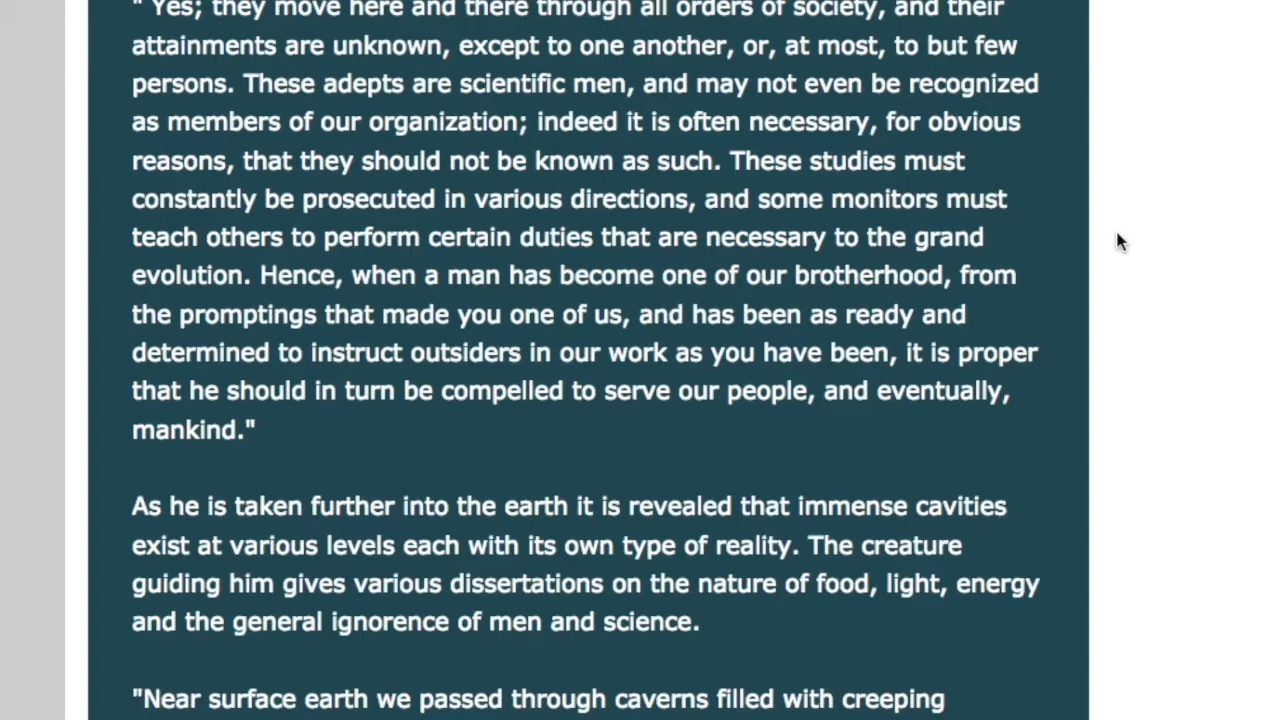 " Yes; they move here and there through all orders of society, and their
attainments are unknown, except to one another, or, at most, to but few
persons. These adepts are scientific men, and may not even be recognized
as members of our organization; indeed it is often necessary, for obvious
reasons, that they should not be known as such. These studies must
constantly be prosecuted in various directions, and some monitors must
teach others to perform certain duties that are necessary to the grand
evolution. Hence, when a man has become one of our brotherhood, from
the promptings that made you one of us, and has been as ready and
determined to instruct outsiders in our work as you have been, it is proper
that he should in turn be compelled to serve our people, and eventually,
mankind."
As he is taken further into the earth it is revealed that immense cavities
exist at various levels each with its own type of reality. The creature
guiding him gives various dissertations on the nature of food, light, energy
and the general ignorence of men and science.
"Near surface earth we passed through caverns filled with creeping